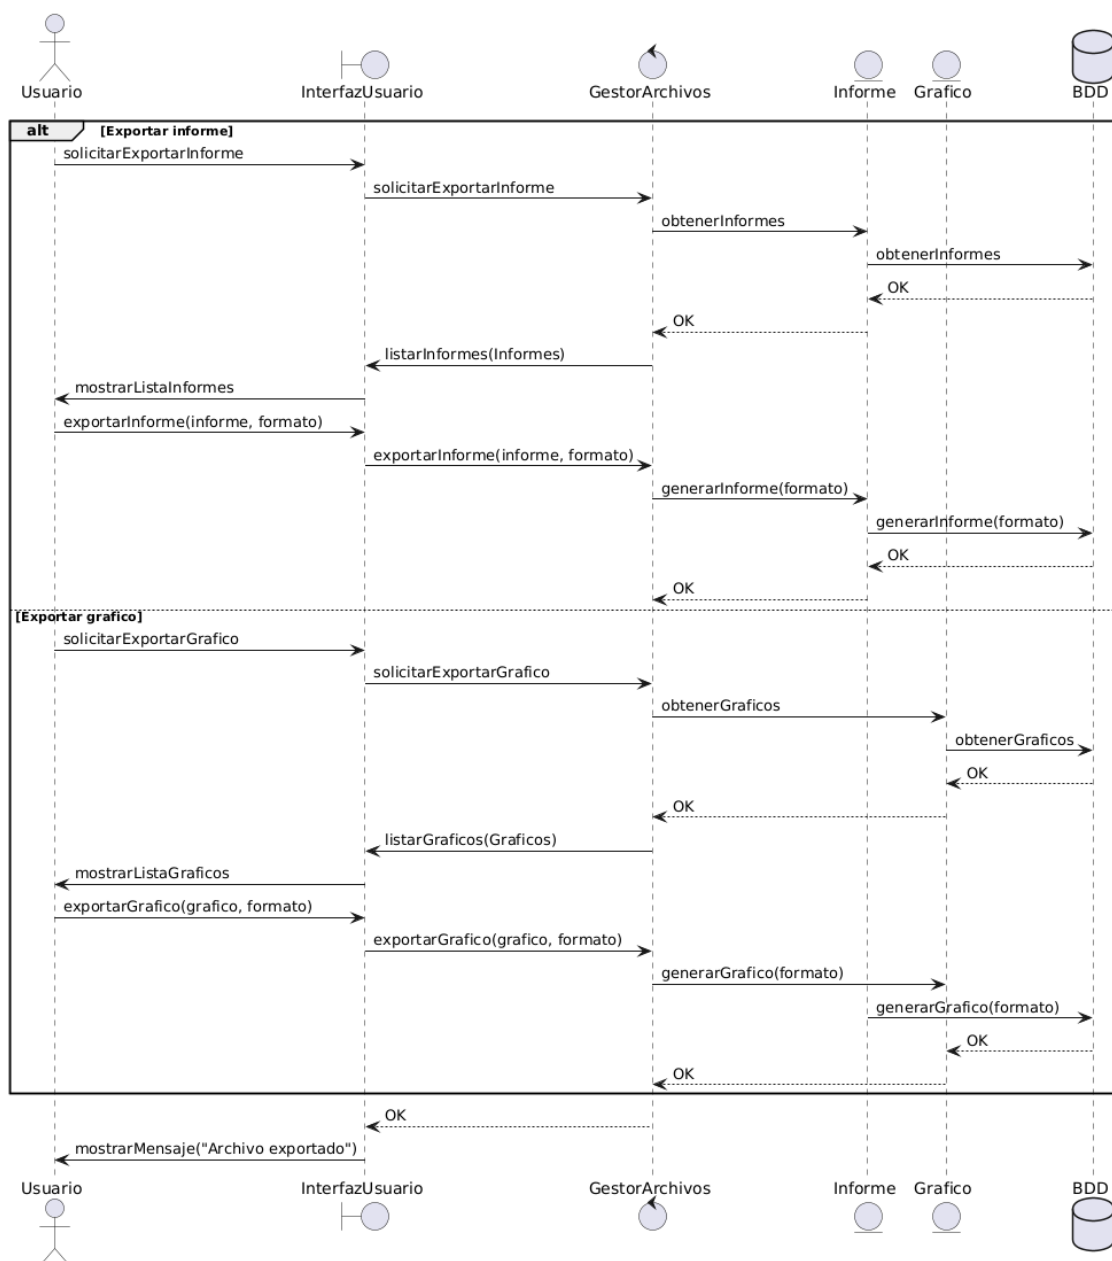 Usuario InterfazUsuario GestorArchivos Informe Grafico BDD
alt [Exportar informe]
solicitarExportarInforme
solicitarExportarInforme
obtenerInformes
obtenerInformes
OK
OK
listarInformes(Informes)
mostrarListaInformes
exportarInforme(informe, formato)
exportarInforme(informe, formato)
generarInforme(formato)
generarInforme(formato)
OK
OK
[Exportar grafico]
solicitarExportarGrafico
solicitarExportarGrafico
obtenerGraficos
obtenerGraficos
OK
OK
listarGraficos(Graficos)
mostrarListaGraficos
exportarGrafico(grafico, formato)
exportarGrafico(grafico, formato)
generarGrafico(formato)
generarGrafico(formato)
OK
OK
OK
mostrarMensaje("Archivo exportado")
Usuario InterfazUsuario GestorArchivos Informe Grafico BDD